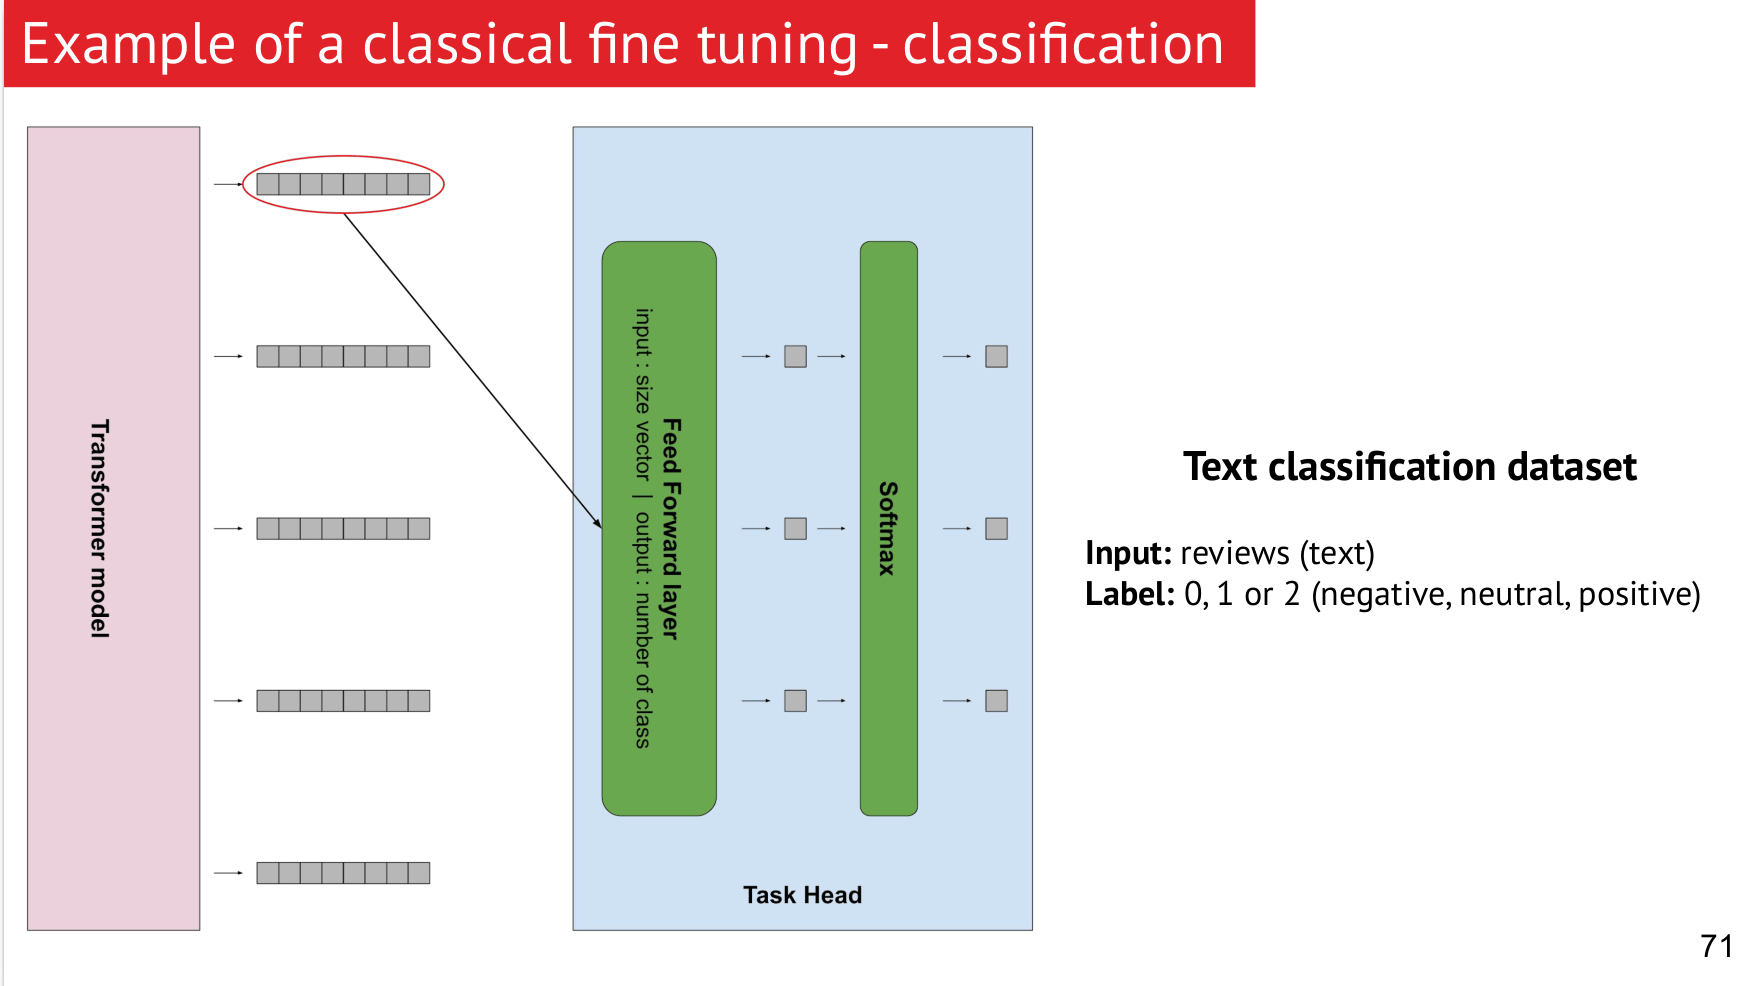 Example of a classical fine tuning - classification
Transformer model
Feed Forward layer
input : size vector | output : number of class
Softmax
Task Head
Text classification dataset
Input: reviews (text)
Label: 0, 1 or 2 (negative, neutral, positive)
71